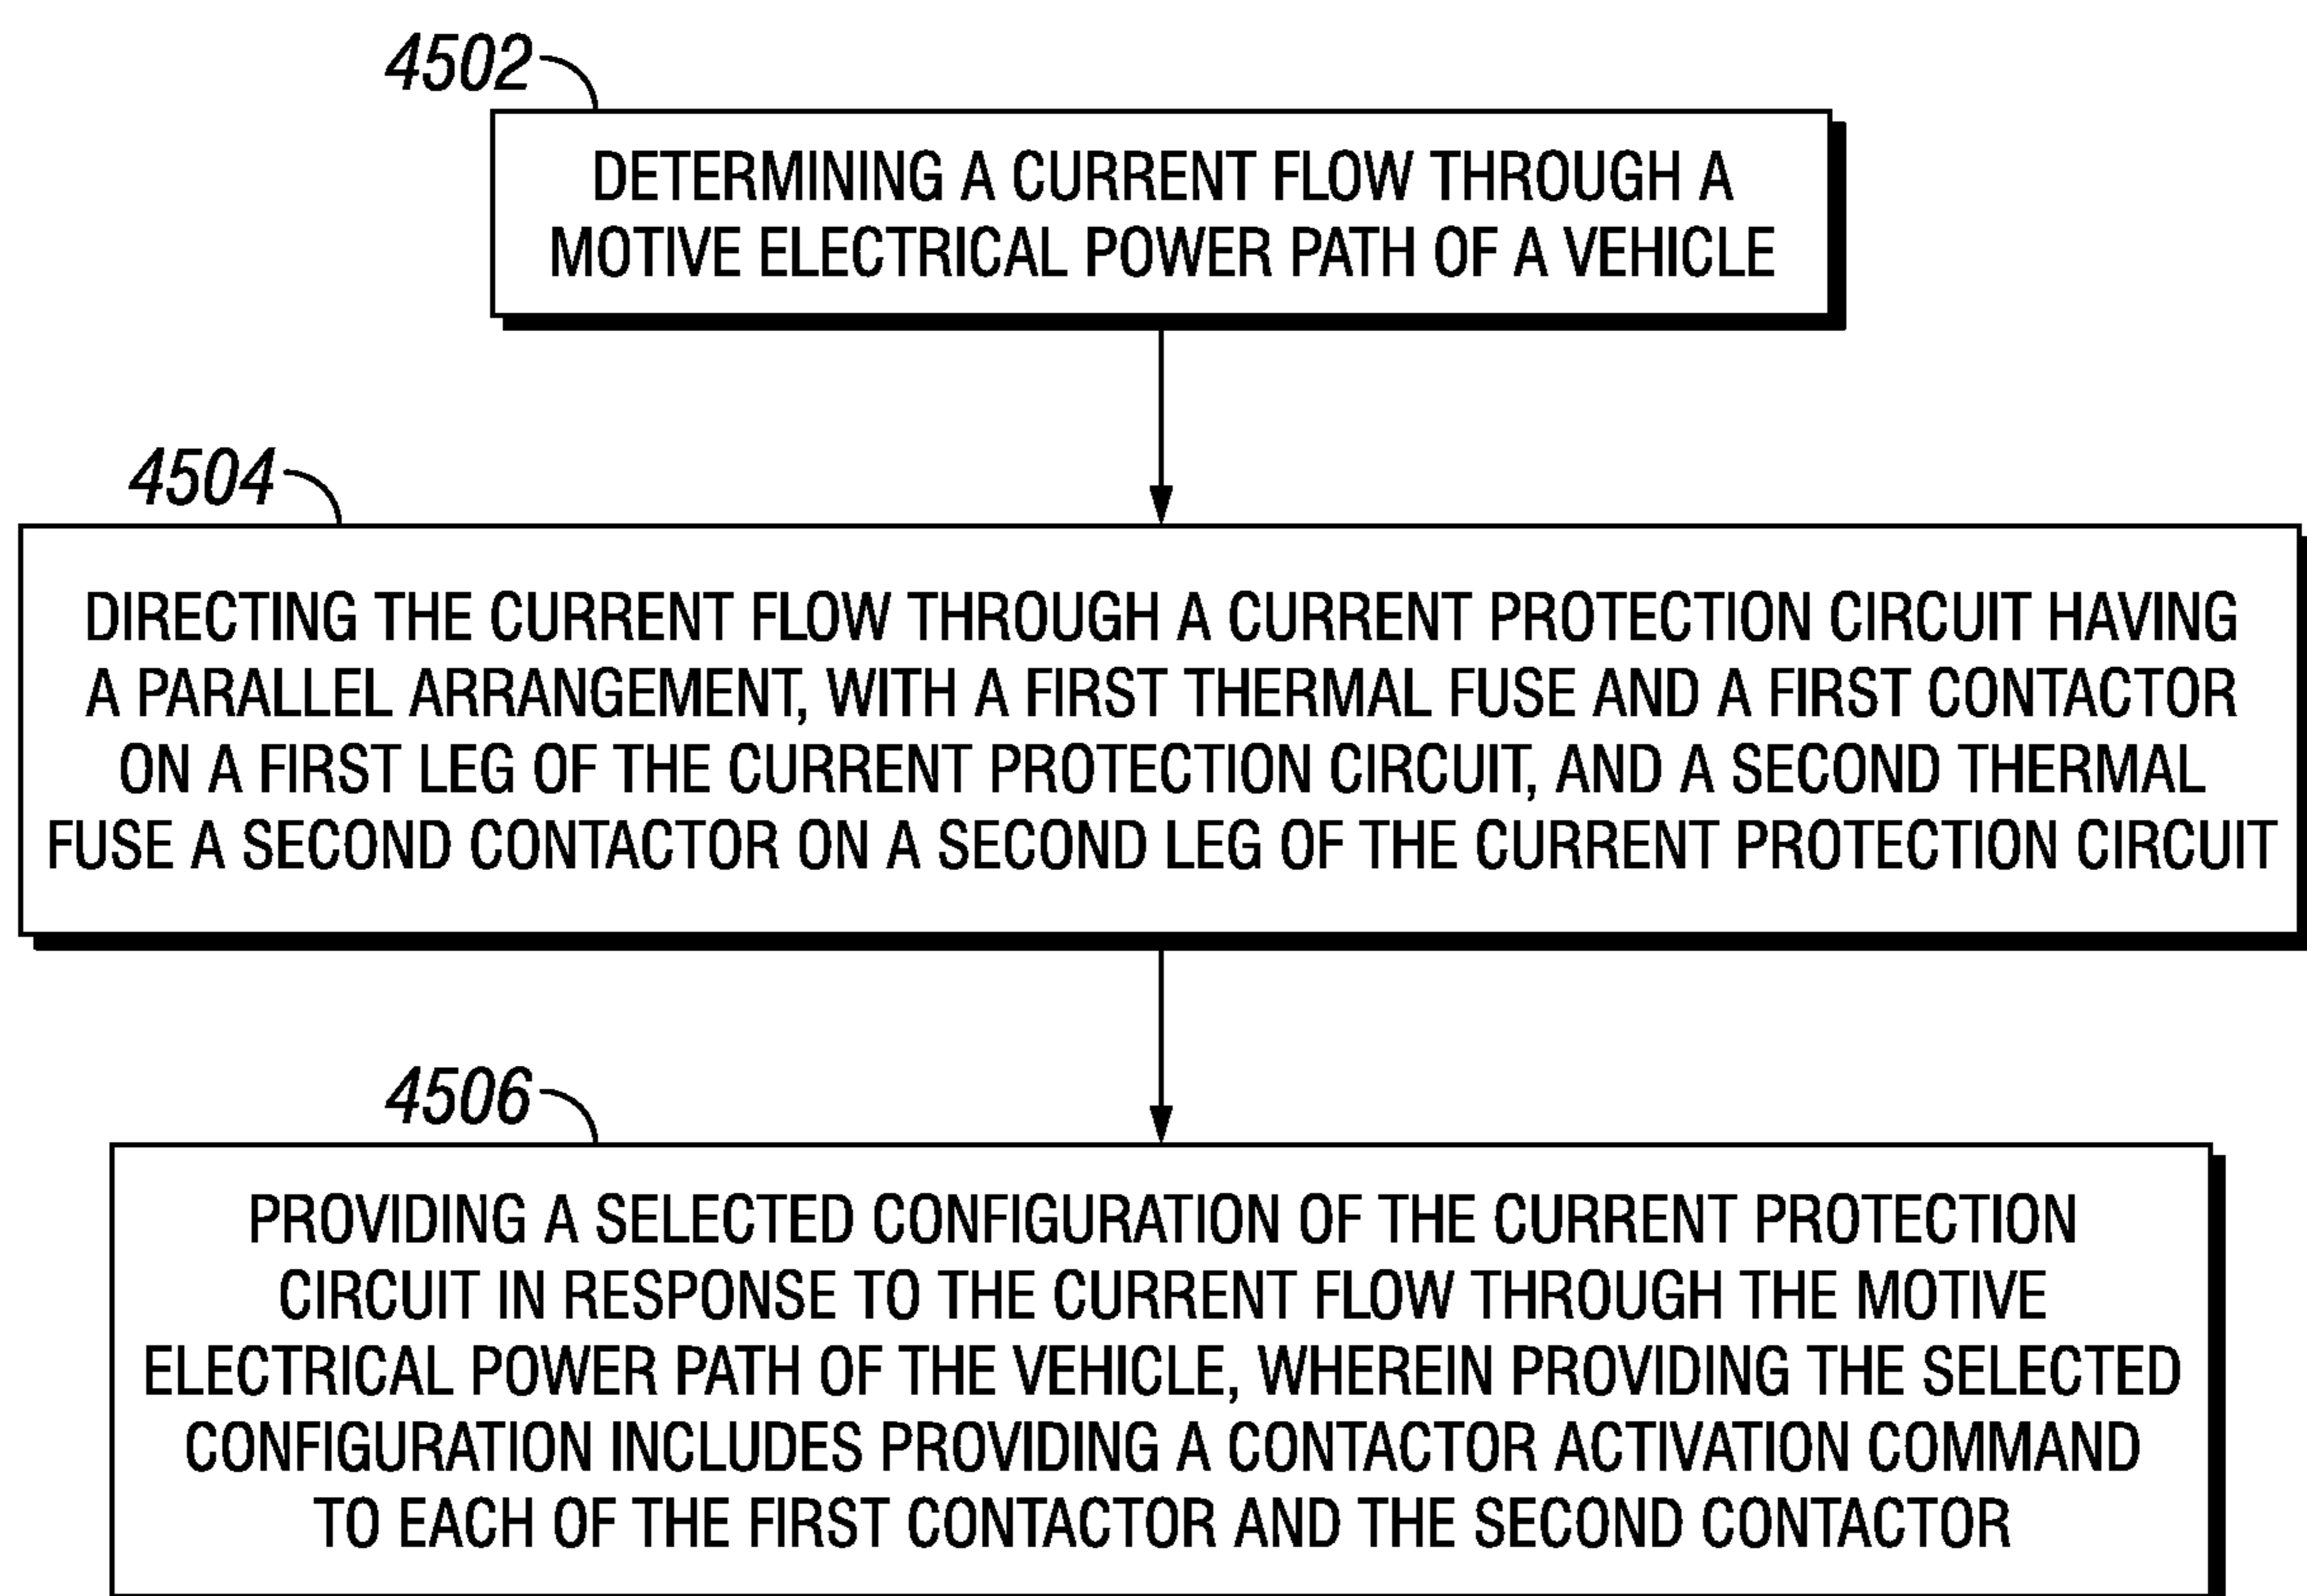 4502
DETERMINING A CURRENT FLOW THROUGH A
MOTIVE ELECTRICAL POWER PATH OF A VEHICLE
4504
DIRECTING THE CURRENT FLOW THROUGH A CURRENT PROTECTION CIRCUIT HAVING
A PARALLEL ARRANGEMENT, WITH A FIRST THERMAL FUSE AND A FIRST CONTACTOR
ON A FIRST LEG OF THE CURRENT PROTECTION CIRCUIT, AND A SECOND THERMAL
FUSE A SECOND CONTACTOR ON A SECOND LEG OF THE CURRENT PROTECTION CIRCUIT
4506
PROVIDING A SELECTED CONFIGURATION OF THE CURRENT PROTECTION
CIRCUIT IN RESPONSE TO THE CURRENT FLOW THROUGH THE MOTIVE
ELECTRICAL POWER PATH OF THE VEHICLE, WHEREIN PROVIDING THE SELECTED
CONFIGURATION INCLUDES PROVIDING A CONTACTOR ACTIVATION COMMAND
TO EACH OF THE FIRST CONTACTOR AND THE SECOND CONTACTOR